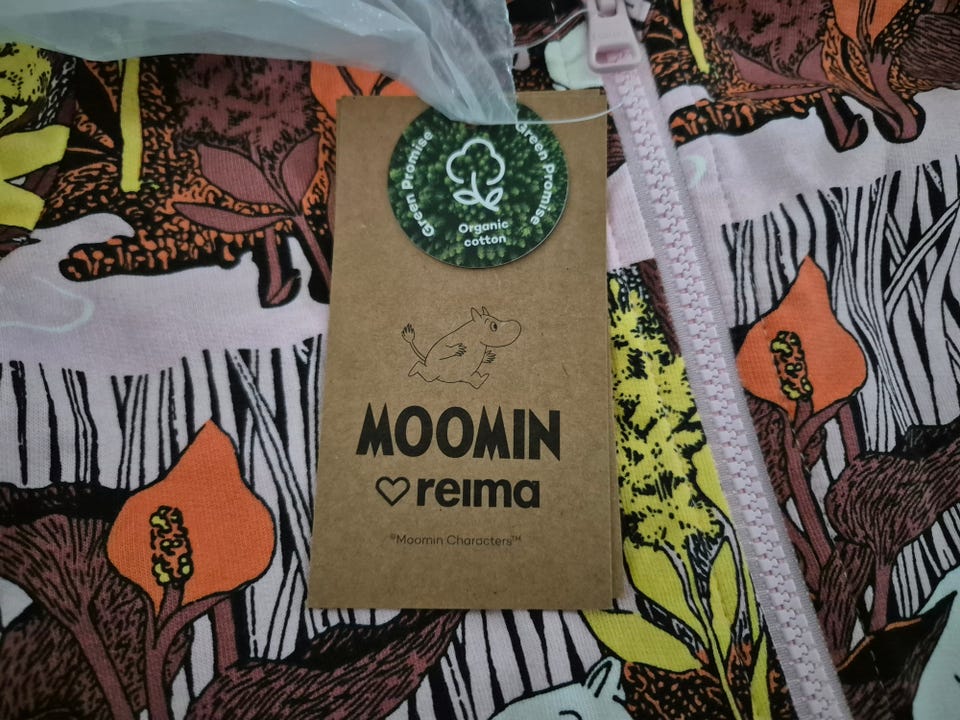 Green Promise
Green Promise
Organic
cotton
MOOMIN
♡ reima
©Moomin Characters™